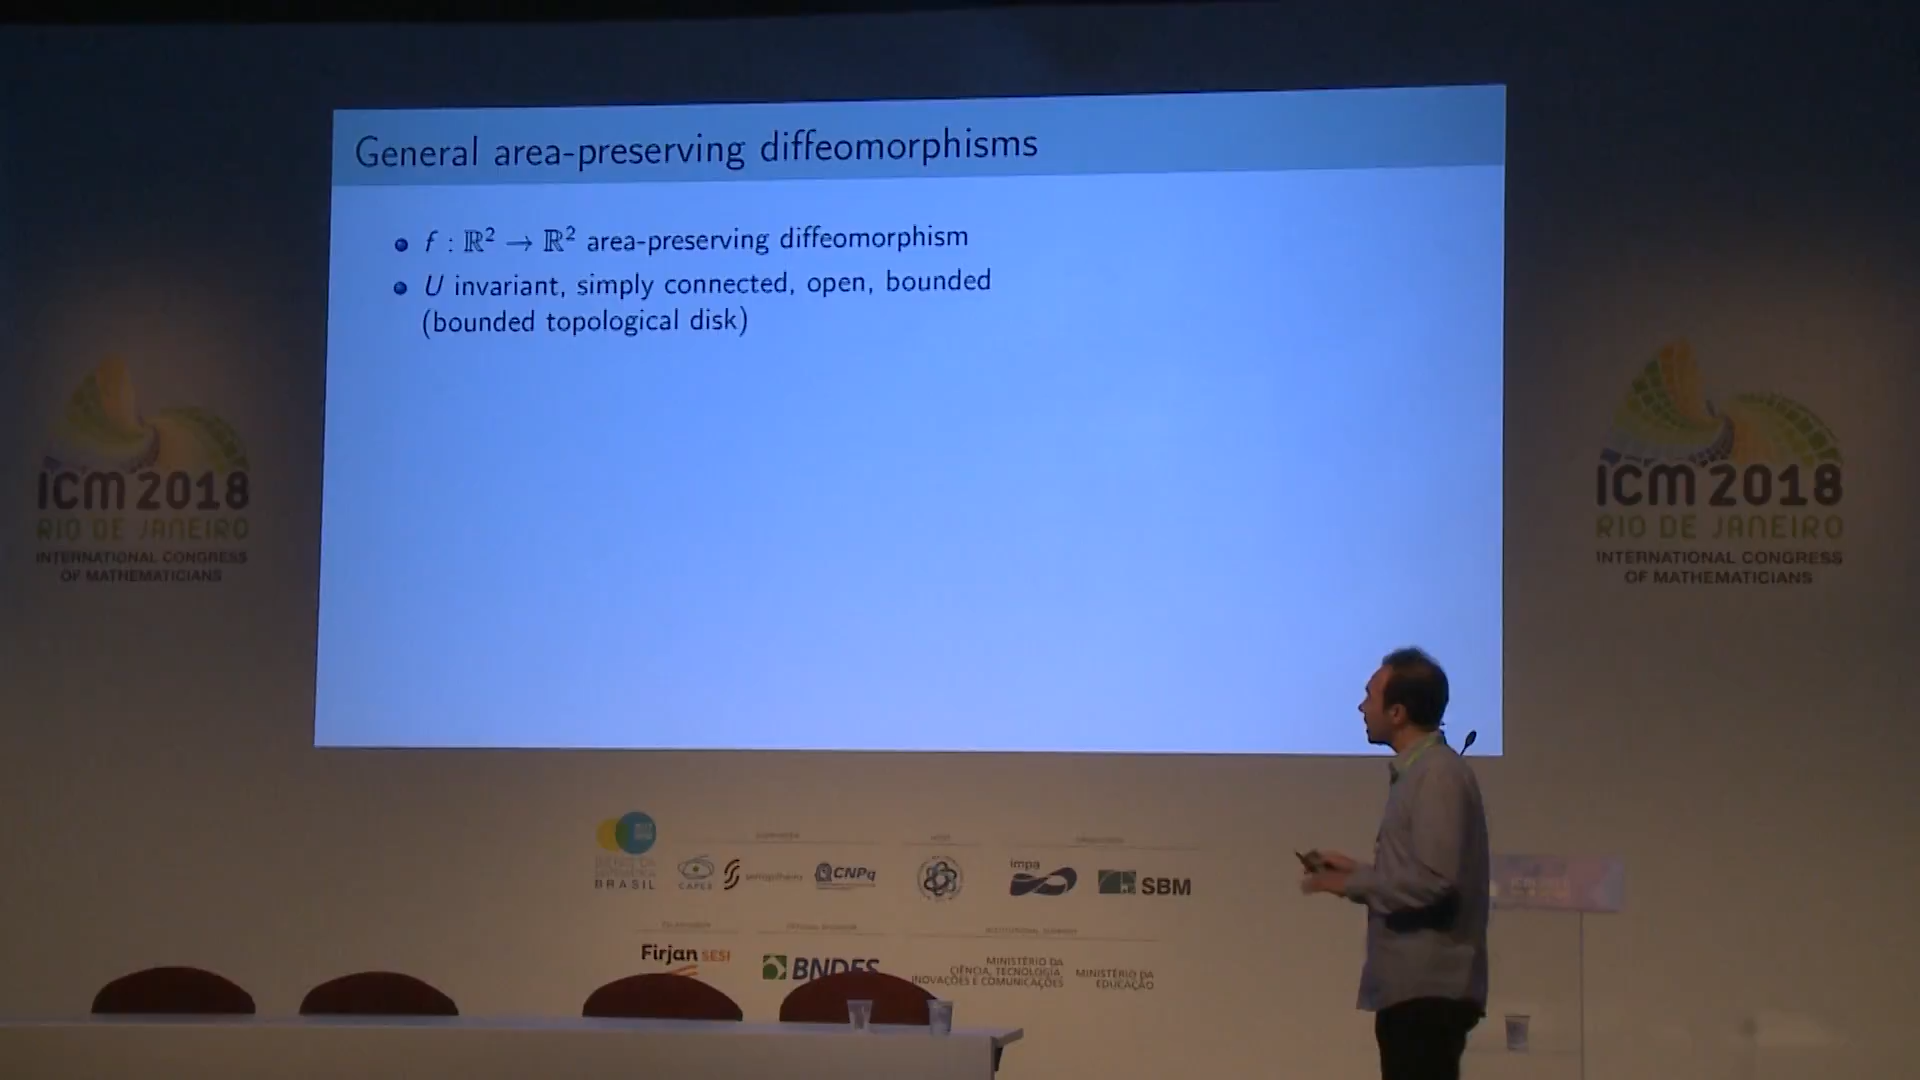 General area-preserving diffeomorphisms
f : ℝ² → ℝ² area-preserving diffeomorphism
U invariant, simply connected, open, bounded
(bounded topological disk)
ICM 2018
RIO DE JANEIRO
INTERNATIONAL CONGRESS
OF MATHEMATICIANS
ICM 2018
RIO DE JANEIRO
INTERNATIONAL CONGRESS
OF MATHEMATICIANS
BRASIL
CAPES
serrapilheira
CNPq
impa
SBM
Firjan SESI
BNDES
MINISTÉRIO DA
CIÊNCIA, TECNOLOGIA,
INOVAÇÕES E COMUNICAÇÕES
MINISTÉRIO DA
EDUCAÇÃO